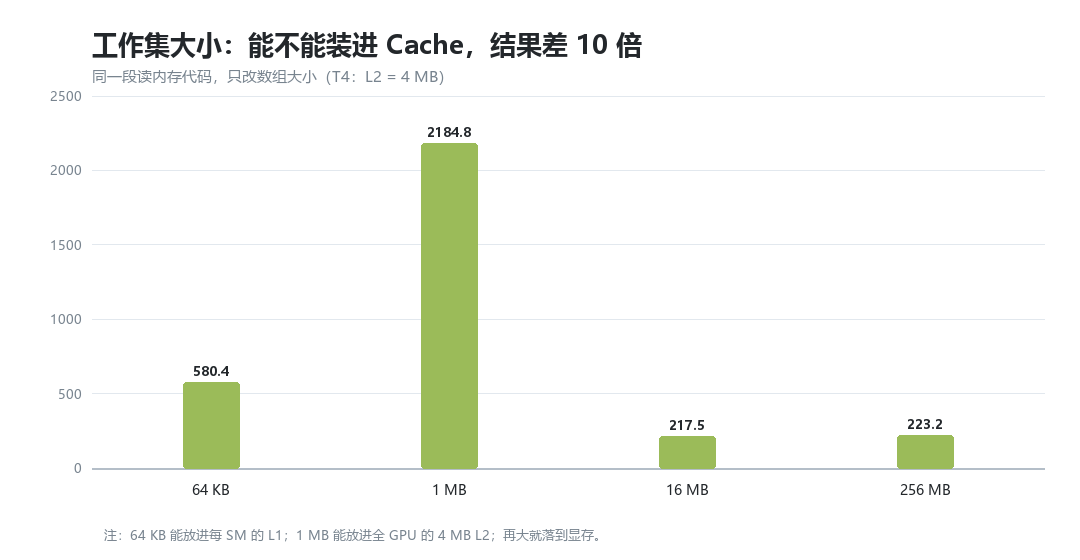 工作集大小：能不能装进 Cache，结果差 10 倍
同一段读内存代码，只改数组大小（T4：L2 = 4 MB）
2500
2000
1500
1000
500
0
580.4
2184.8
217.5
223.2
64 KB
1 MB
16 MB
256 MB
注：64 KB 能放进每 SM 的 L1；1 MB 能放进全 GPU 的 4 MB L2；再大就落到显存。